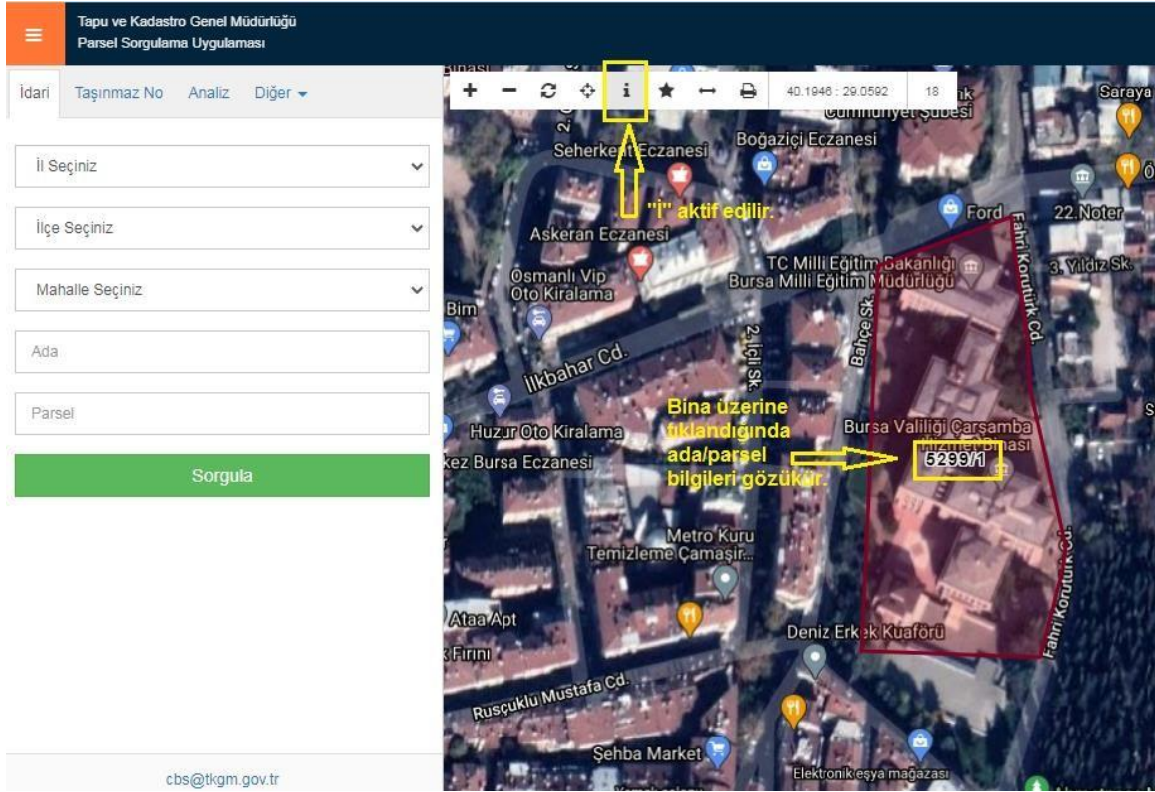 Tapu ve Kadastro Genel Müdürlüğü
Parsel Sorgulama Uygulaması
İdari
Taşınmaz No
Analiz
Diğer
İl Seçiniz
İlçe Seçiniz
Mahalle Seçiniz
Ada
Parsel
Sorgula
cbs@tkgm.gov.tr
40.1946 : 29.0592
18
Cumhuriyet Şubesi
Saraya
Seherkent Eczanesi
Boğaziçi Eczanesi
"İ" aktif edilir.
Ford
22.Noter
Askeran Eczanesi
TC Milli Eğitim Bakanlığı
Bursa Milli Eğitim Müdürlüğü
Fahri Korutürk Cd.
3. Yıldız Sk.
Osmanlı Vip
Oto Kiralama
Bim
Bahçe Sk.
2. İçli Sk.
İlkbahar Cd.
Bina üzerine
tıklandığında
ada/parsel
bilgileri gözükür.
Huzur Oto Kiralama
Bursa Valiliği Çarşamba
Hizmet Binası
5299/1
kez Bursa Eczanesi
Metro Kuru
Temizleme Çamaşır...
Fahri Korutürk Cd.
Ataa Apt
Deniz Erkek Kuaförü
k Fırını
Rusçuklu Mustafa Cd.
Şehba Market
Elektronik eşya mağazası